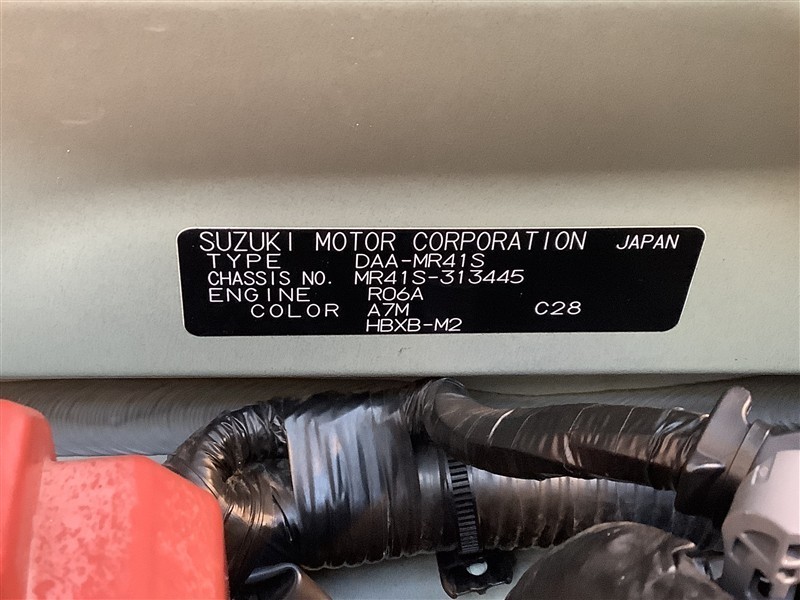 SUZUKI MOTOR CORPORATION JAPAN
TYPE DAA-MR41S
CHASSIS NO. MR41S-313445
ENGINE R06A
COLOR A7M C28
HBXB-M2